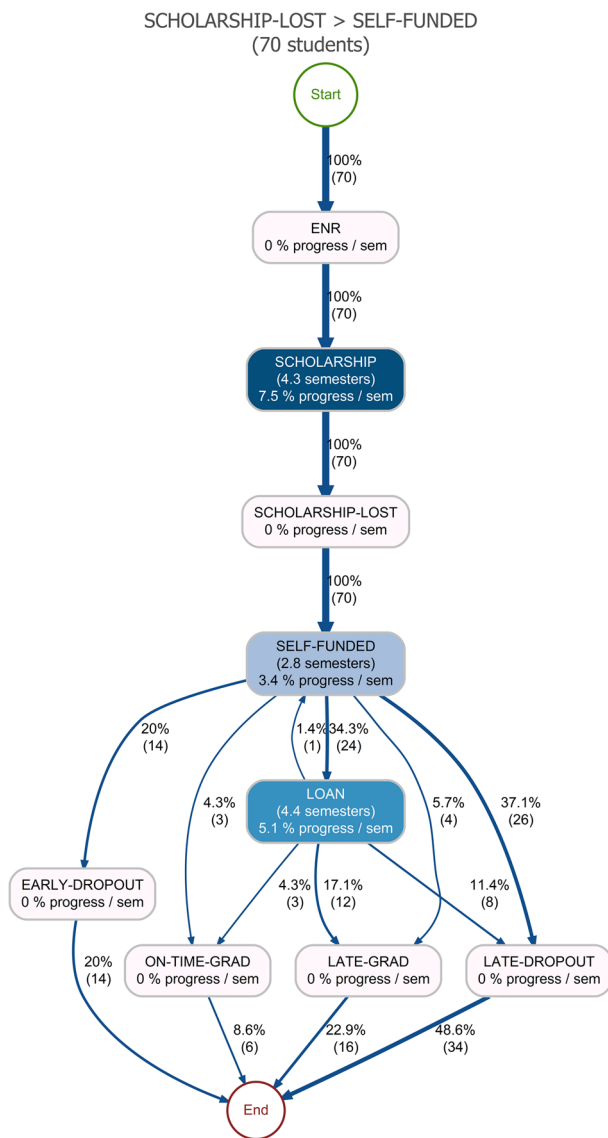 SCHOLARSHIP-LOST > SELF-FUNDED
(70 students)
Start
100%
(70)
ENR
0 % progress / sem
100%
(70)
SCHOLARSHIP
(4.3 semesters)
7.5 % progress / sem
100%
(70)
SCHOLARSHIP-LOST
0 % progress / sem
100%
(70)
SELF-FUNDED
(2.8 semesters)
3.4 % progress / sem
20%
(14)
1.4%
(1)
34.3%
(24)
4.3%
(3)
LOAN
(4.4 semesters)
5.1 % progress / sem
5.7%
(4)
37.1%
(26)
EARLY-DROPOUT
0 % progress / sem
4.3%
(3)
17.1%
(12)
11.4%
(8)
20%
(14)
ON-TIME-GRAD
0 % progress / sem
LATE-GRAD
0 % progress / sem
LATE-DROPOUT
0 % progress / sem
8.6%
(6)
22.9%
(16)
48.6%
(34)
End